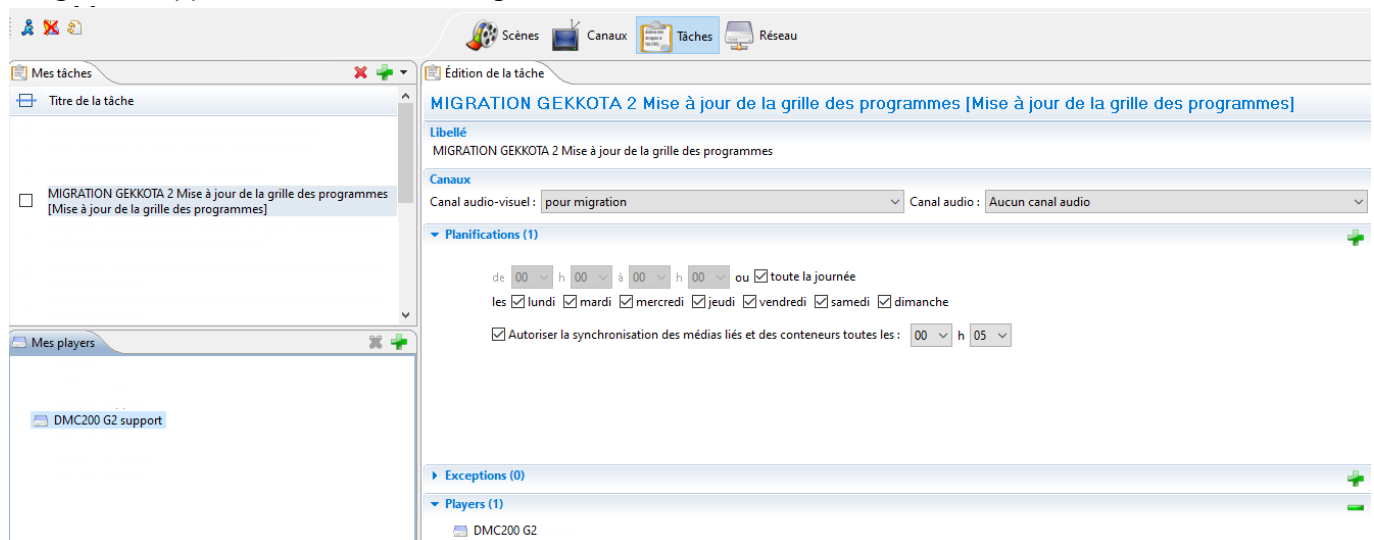 Scènes Canaux Tâches Réseau
Mes tâches
Titre de la tâche
MIGRATION GEKKOTA 2 Mise à jour de la grille des programmes
[Mise à jour de la grille des programmes]
Mes players
DMC200 G2 support
Édition de la tâche
MIGRATION GEKKOTA 2 Mise à jour de la grille des programmes [Mise à jour de la grille des programmes]
Libellé
MIGRATION GEKKOTA 2 Mise à jour de la grille des programmes
Canaux
Canal audio-visuel : pour migration Canal audio : Aucun canal audio
Planifications (1)
de 00 h 00 à 00 h 00 ou toute la journée
les lundi mardi mercredi jeudi vendredi samedi dimanche
Autoriser la synchronisation des médias liés et des conteneurs toutes les : 00 h 05
Exceptions (0)
Players (1)
DMC200 G2